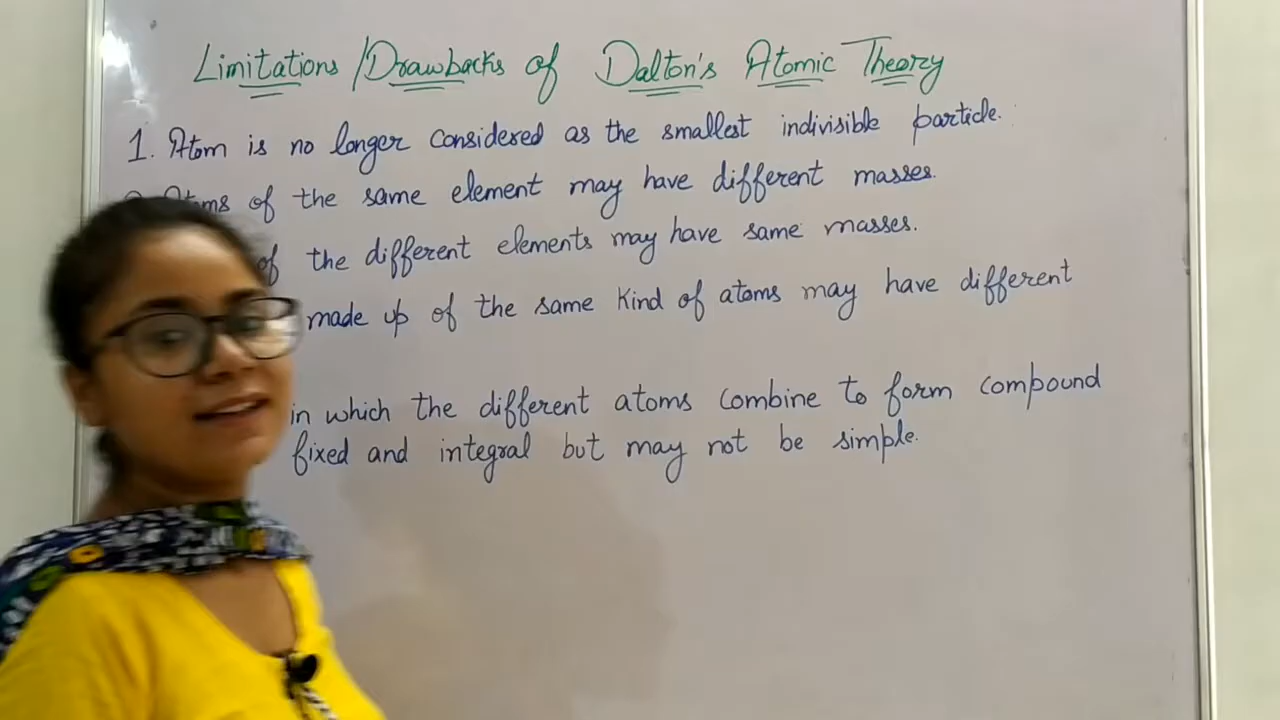 Limitations /Drawbacks of Dalton's Atomic Theory
1. Atom is no longer considered as the smallest indivisible particle.
of the same element may have different masses.
of the different elements may have same masses.
made up of the same kind of atoms may have different
in which the different atoms combine to form compound
fixed and integral but may not be simple.